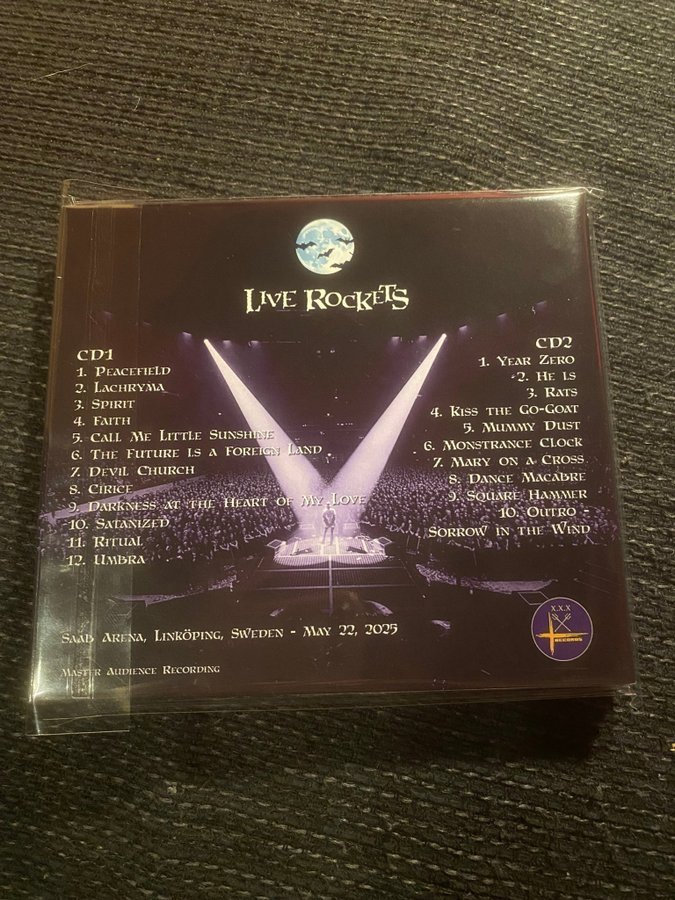 Live Rockets
CD1
1. Peacefield
2. Lachryma
3. Spirit
4. Faith
5. Call Me Little Sunshine
6. The Future is a Foreign Land
7. Devil Church
8. Cirice
9. Darkness at the Heart of My Love
10. Satanized
11. Ritual
12. Umbra
CD2
1. Year Zero
2. He Is
3. Rats
4. Kiss the Go-Goat
5. Mummy Dust
6. Monstrance Clock
7. Mary on a Cross
8. Dance Macabre
9. Square Hammer
10. Outro -
Sorrow in the Wind
Saab Arena, Linköping, Sweden - May 22, 2025
Master Audience Recording
X.X.X
Records